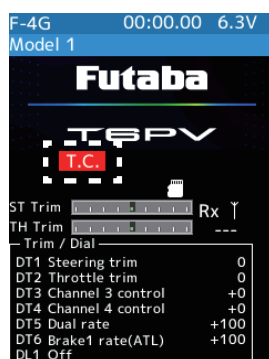 F-4G 00:00.00 6.3V
Model 1
Futaba
T6PV
T.C.
ST Trim Rx
TH Trim ---
Trim / Dial
DT1 Steering trim 0
DT2 Throttle trim 0
DT3 Channel 3 control +0
DT4 Channel 4 control +0
DT5 Dual rate +100
DT6 Brake1 rate(ATL) +100
DL1 Off